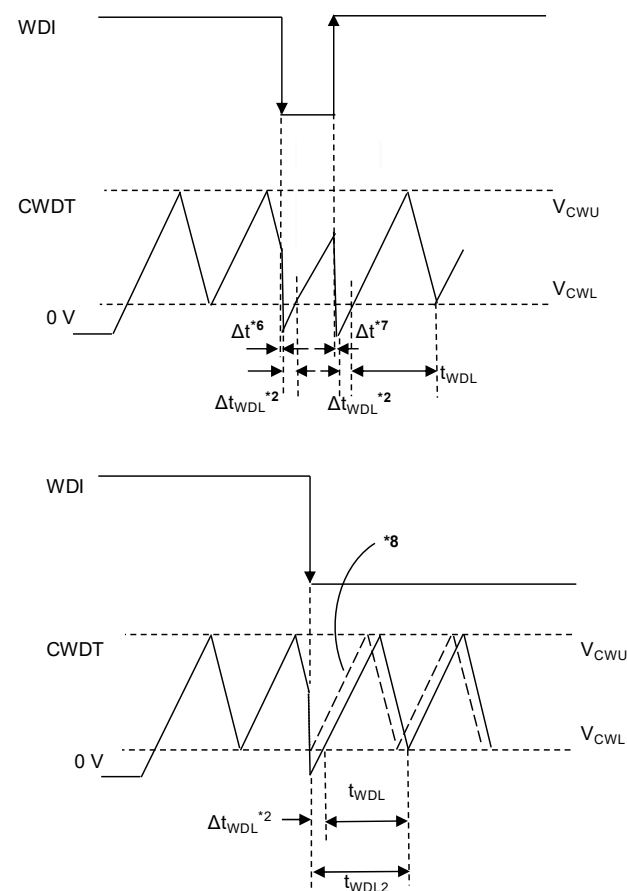 WDI
CWDT
V_CWU
V_CWL
0 V
Δt*6
Δt*7
t_WDL
Δt_WDL*2
Δt_WDL*2
WDI
*8
CWDT
V_CWU
V_CWL
0 V
t_WDL
Δt_WDL*2
t_WDL2